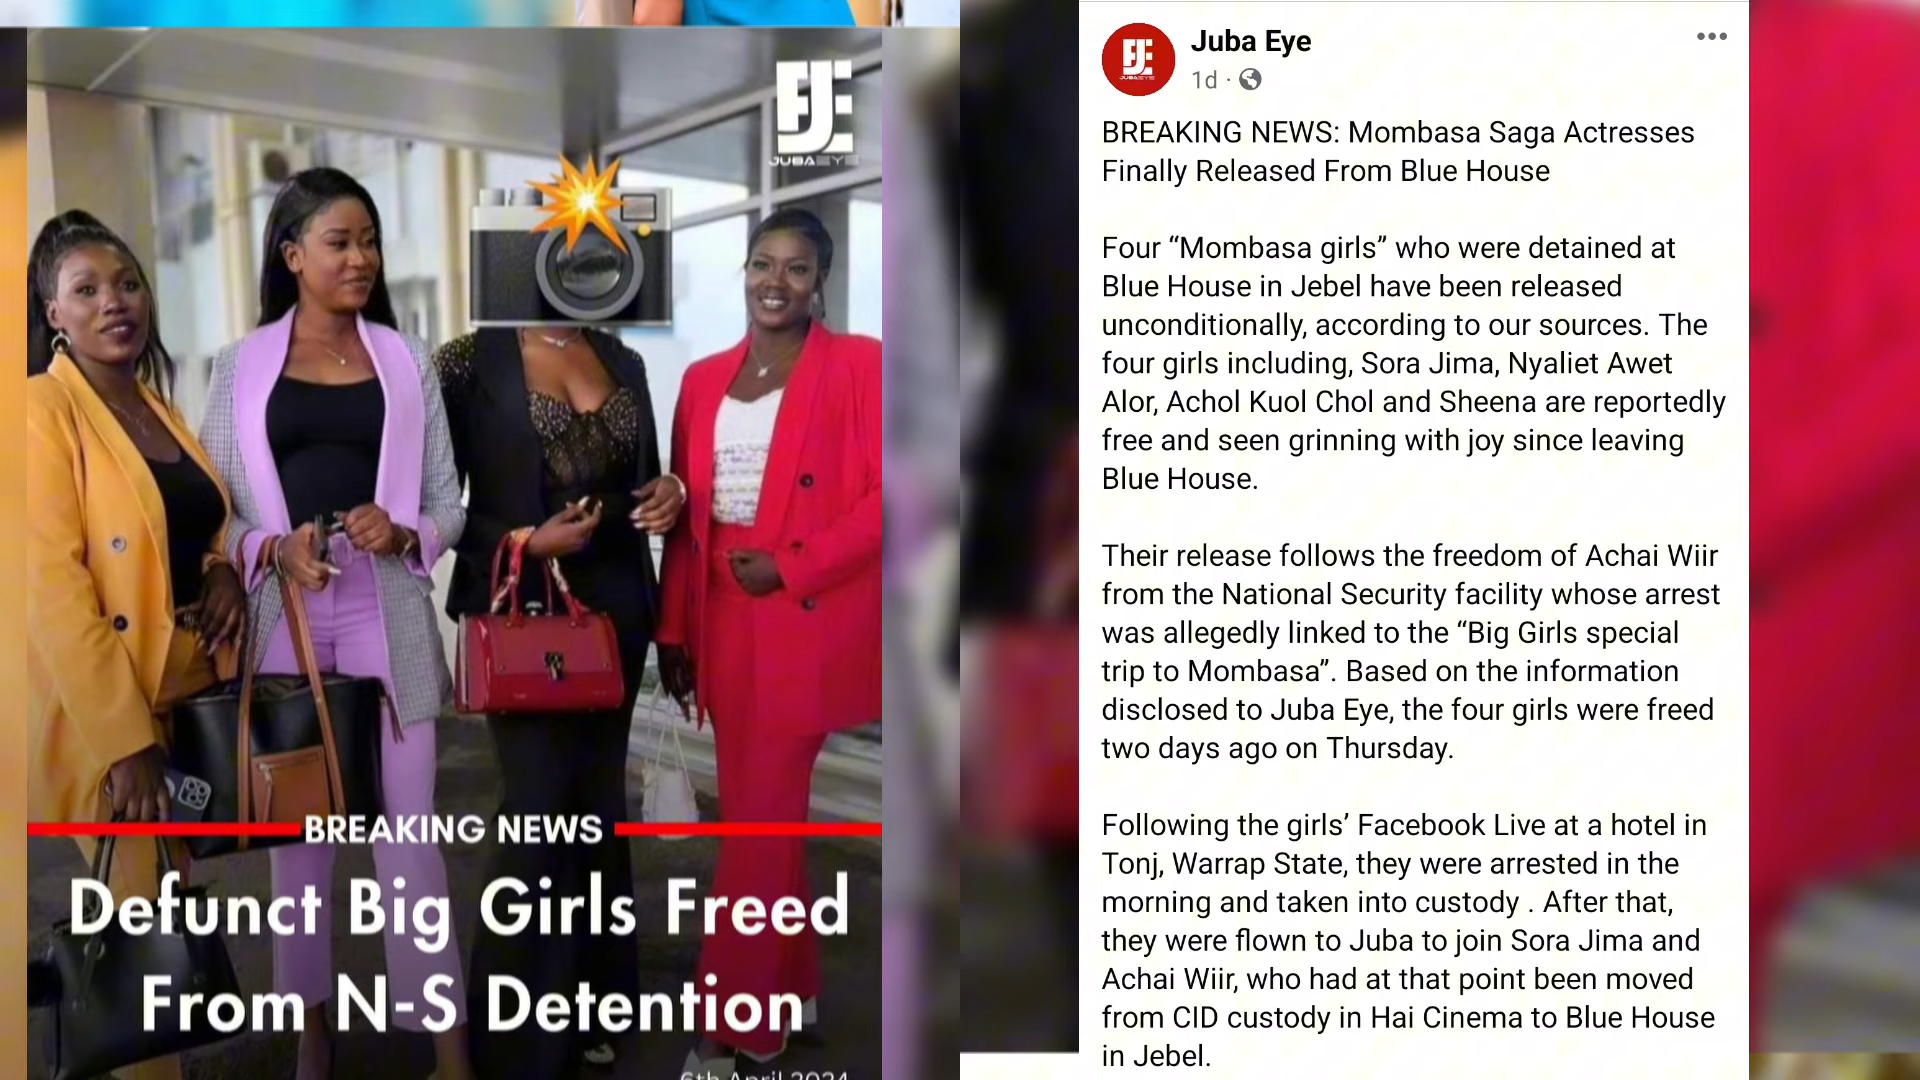 JE
JUBAEYE
BREAKING NEWS
Defunct Big Girls Freed
From N-S Detention
6th April 2024
JE
JUBAEYE
Juba Eye
1d ·
BREAKING NEWS: Mombasa Saga Actresses
Finally Released From Blue House
Four “Mombasa girls” who were detained at
Blue House in Jebel have been released
unconditionally, according to our sources. The
four girls including, Sora Jima, Nyaliet Awet
Alor, Achol Kuol Chol and Sheena are reportedly
free and seen grinning with joy since leaving
Blue House.
Their release follows the freedom of Achai Wiir
from the National Security facility whose arrest
was allegedly linked to the “Big Girls special
trip to Mombasa”. Based on the information
disclosed to Juba Eye, the four girls were freed
two days ago on Thursday.
Following the girls’ Facebook Live at a hotel in
Tonj, Warrap State, they were arrested in the
morning and taken into custody . After that,
they were flown to Juba to join Sora Jima and
Achai Wiir, who had at that point been moved
from CID custody in Hai Cinema to Blue House
in Jebel.